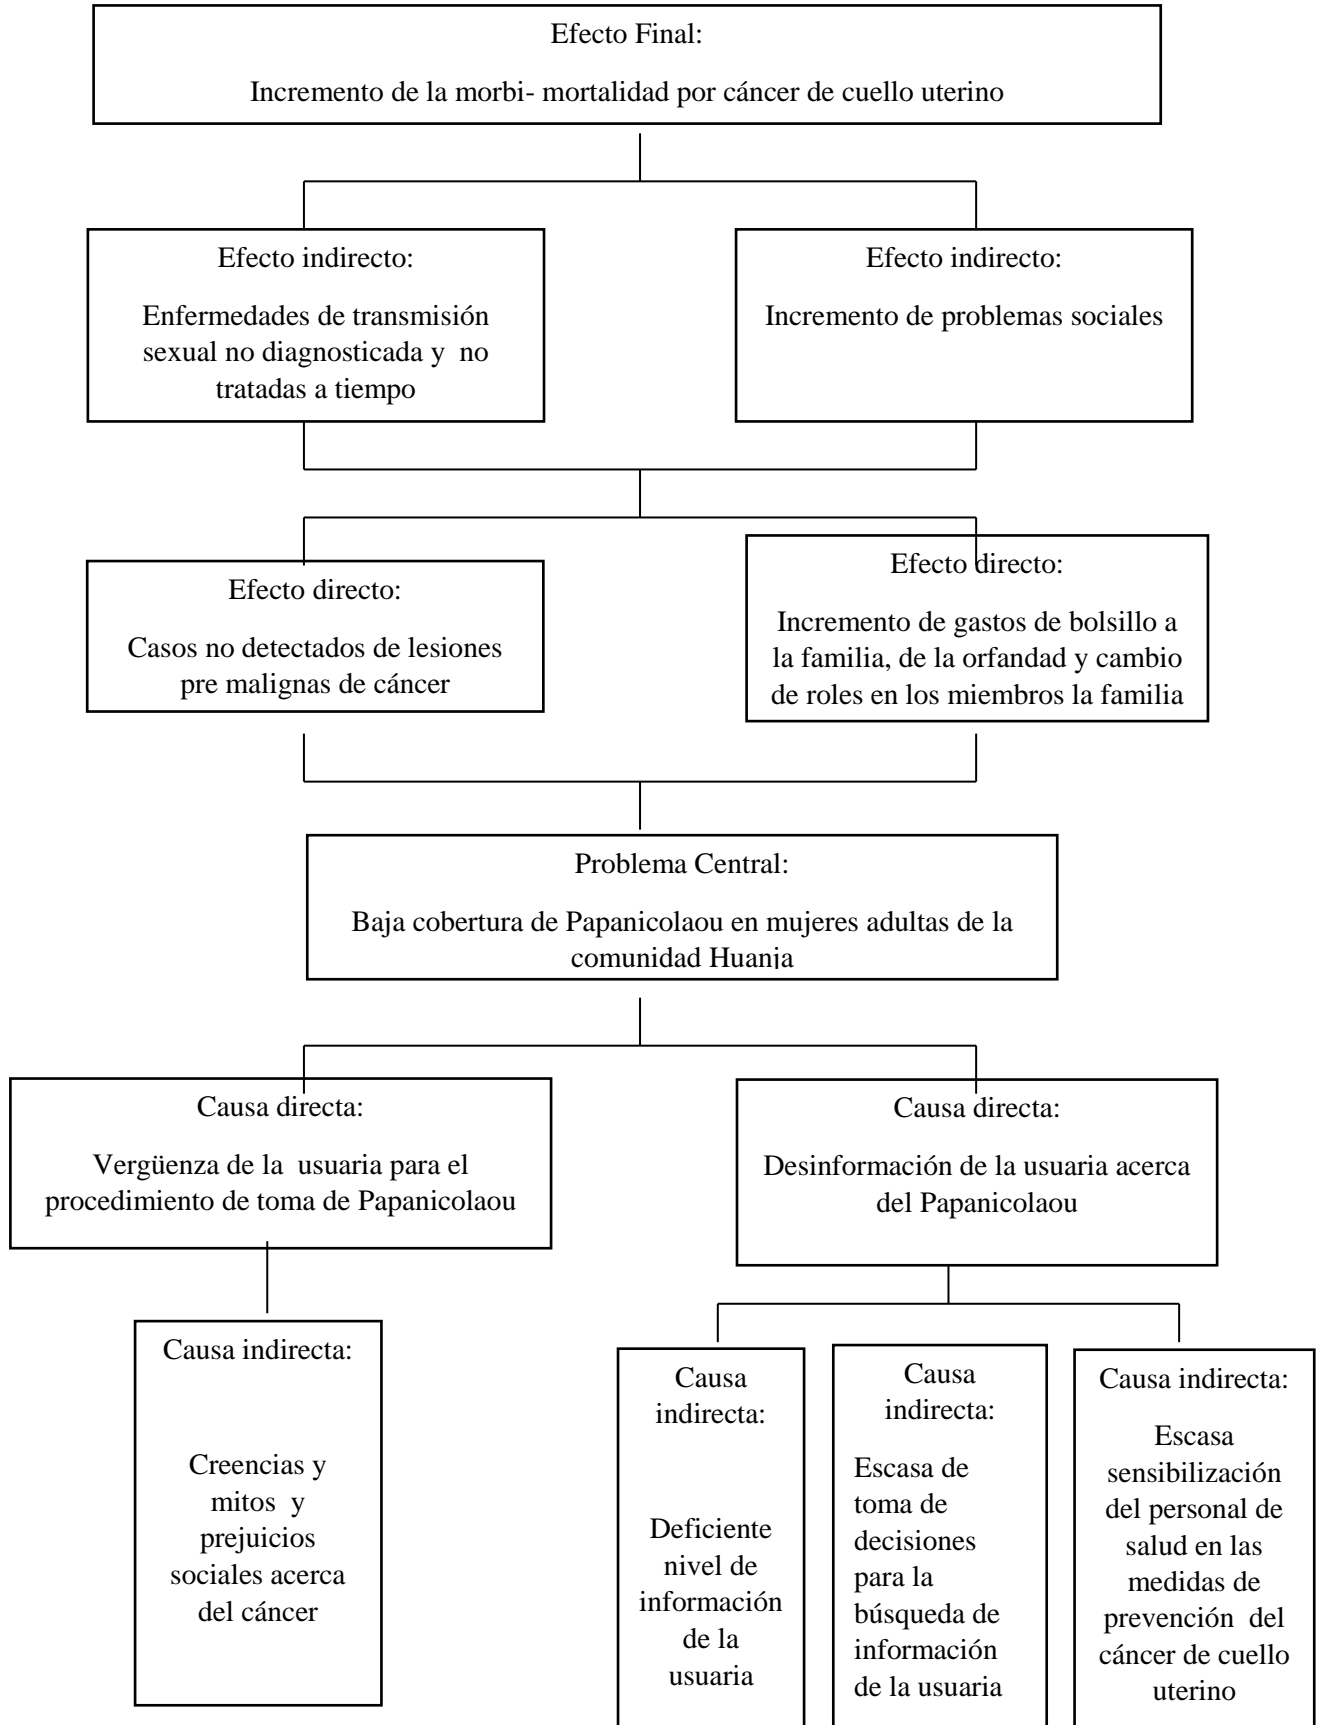 Efecto Final:
Incremento de la morbi- mortalidad por cáncer de cuello uterino
Efecto indirecto:
Enfermedades de transmisión
sexual no diagnosticada y no
tratadas a tiempo
Efecto indirecto:
Incremento de problemas sociales
Efecto directo:
Casos no detectados de lesiones
pre malignas de cáncer
Efecto directo:
Incremento de gastos de bolsillo a
la familia, de la orfandad y cambio
de roles en los miembros la familia
Problema Central:
Baja cobertura de Papanicolaou en mujeres adultas de la
comunidad Huanja
Causa directa:
Vergüenza de la usuaria para el
procedimiento de toma de Papanicolaou
Causa directa:
Desinformación de la usuaria acerca
del Papanicolaou
Causa indirecta:
Creencias y
mitos y
prejuicios
sociales acerca
del cáncer
Causa
indirecta:
Deficiente
nivel de
información
de la
usuaria
Causa
indirecta:
Escasa de
toma de
decisiones
para la
búsqueda de
información
de la usuaria
Causa indirecta:
Escasa
sensibilización
del personal de
salud en las
medidas de
prevención del
cáncer de cuello
uterino